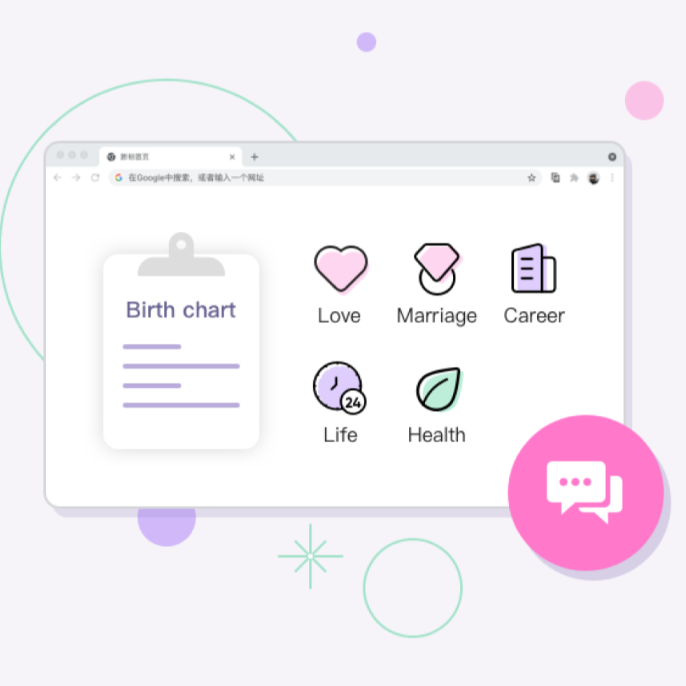 新标签页
在Google中搜索，或者输入一个网址
Birth chart
Love
Marriage
Career
24
Life
Health